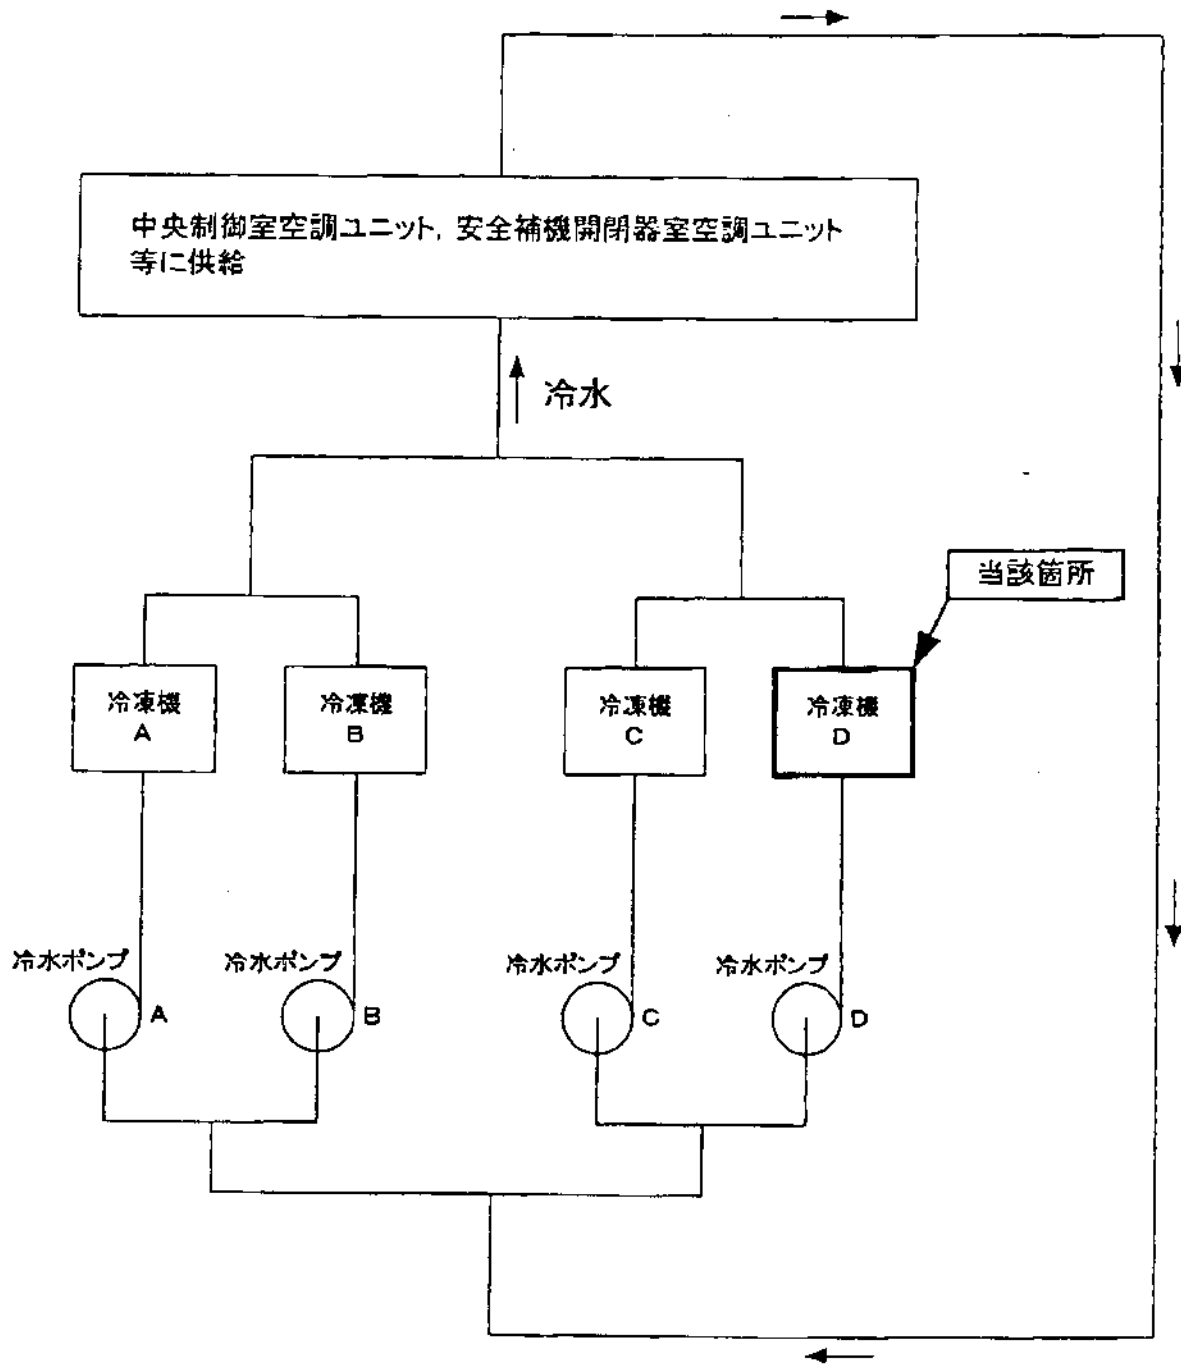 中央制御室空調ユニット, 安全補機開閉器室空調ユニット
等に供給
冷水
当該箇所
冷凍機
A
冷凍機
B
冷凍機
C
冷凍機
D
冷水ポンプ
A
冷水ポンプ
B
冷水ポンプ
C
冷水ポンプ
D